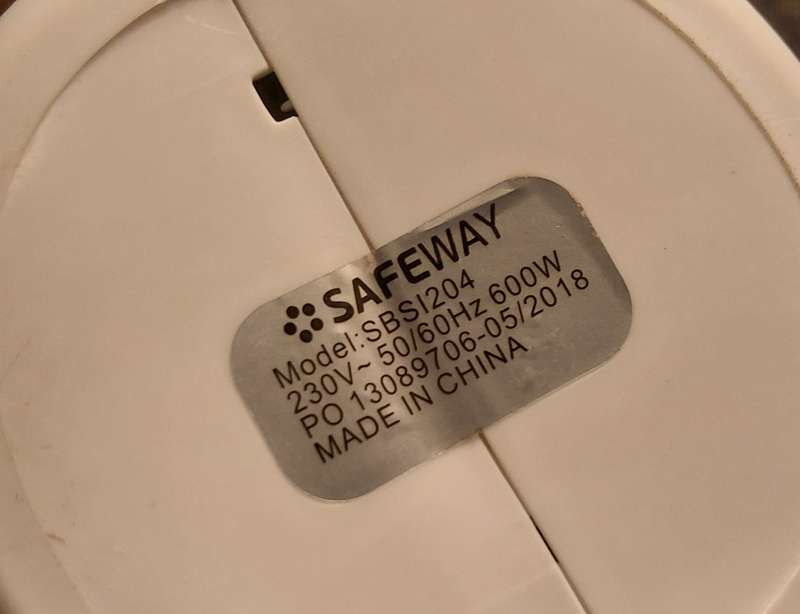 SAFEWAY
Model:SBSI204
230V~ 50/60Hz 600W
PO 13089706-05/2018
MADE IN CHINA